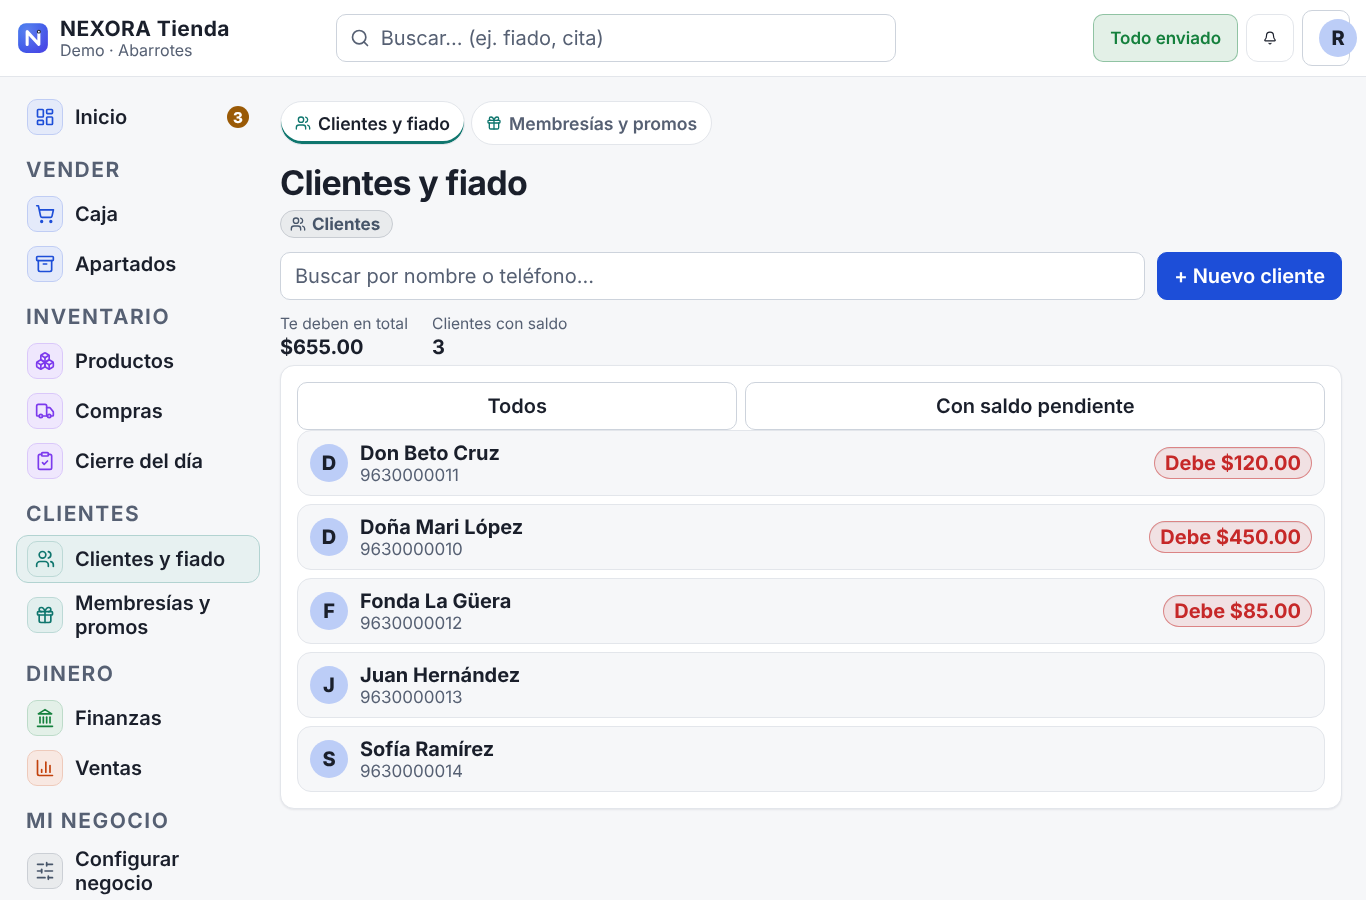 NEXORA Tienda
Demo · Abarrotes
Buscar... (ej. fiado, cita)
Todo enviado
R
Inicio
3
VENDER
Caja
Apartados
INVENTARIO
Productos
Compras
Cierre del día
CLIENTES
Clientes y fiado
Membresías y
promos
DINERO
Finanzas
Ventas
MI NEGOCIO
Configurar
negocio
Clientes y fiado
Membresías y promos
Clientes y fiado
Clientes
Buscar por nombre o teléfono...
+ Nuevo cliente
Te deben en total
$655.00
Clientes con saldo
3
Todos
Con saldo pendiente
D
Don Beto Cruz
9630000011
Debe $120.00
D
Doña Mari López
9630000010
Debe $450.00
F
Fonda La Güera
9630000012
Debe $85.00
J
Juan Hernández
9630000013
S
Sofía Ramírez
9630000014